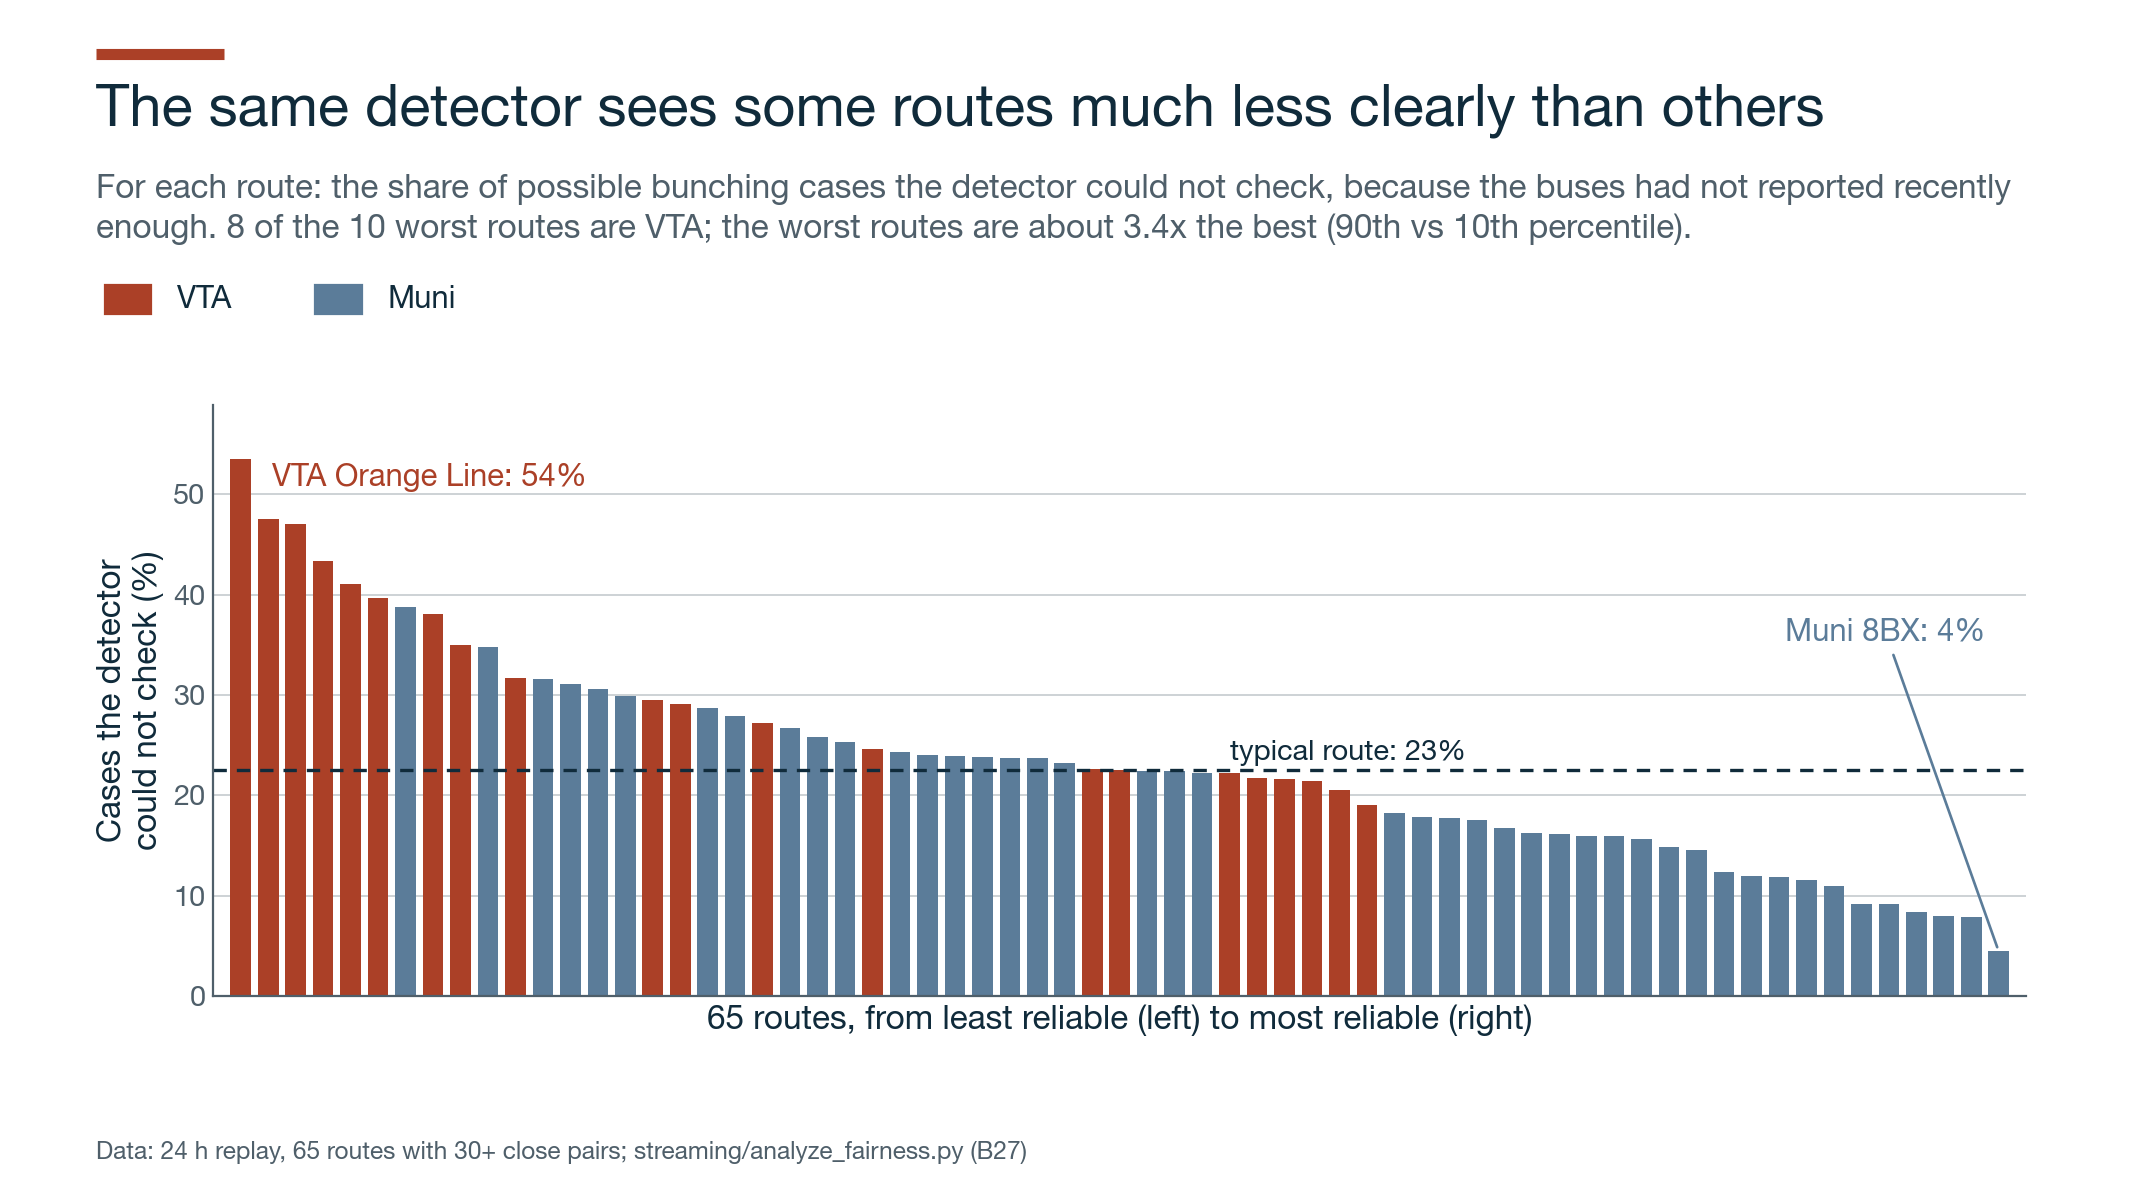 The same detector sees some routes much less clearly than others
For each route: the share of possible bunching cases the detector could not check, because the buses had not reported recently
enough. 8 of the 10 worst routes are VTA; the worst routes are about 3.4x the best (90th vs 10th percentile).
VTA
Muni
Cases the detector
could not check (%)
50
40
30
20
10
0
VTA Orange Line: 54%
Muni 8BX: 4%
typical route: 23%
65 routes, from least reliable (left) to most reliable (right)
Data: 24 h replay, 65 routes with 30+ close pairs; streaming/analyze_fairness.py (B27)